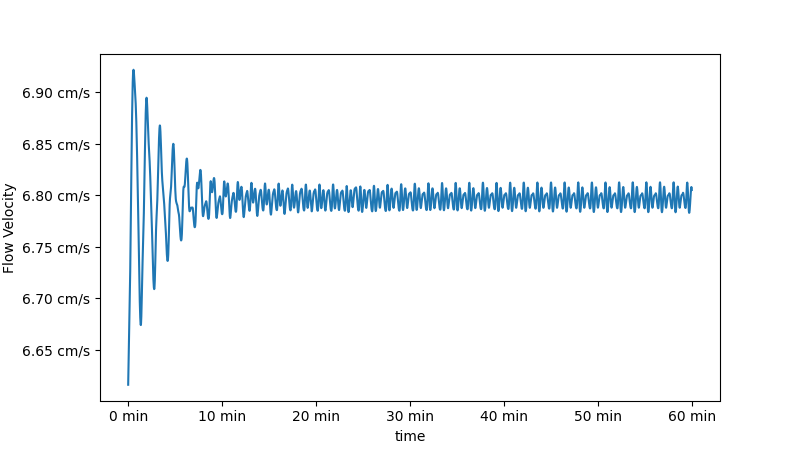 6.90 cm/s
6.85 cm/s
6.80 cm/s
6.75 cm/s
6.70 cm/s
6.65 cm/s
Flow Velocity
0 min 10 min 20 min 30 min 40 min 50 min 60 min
time